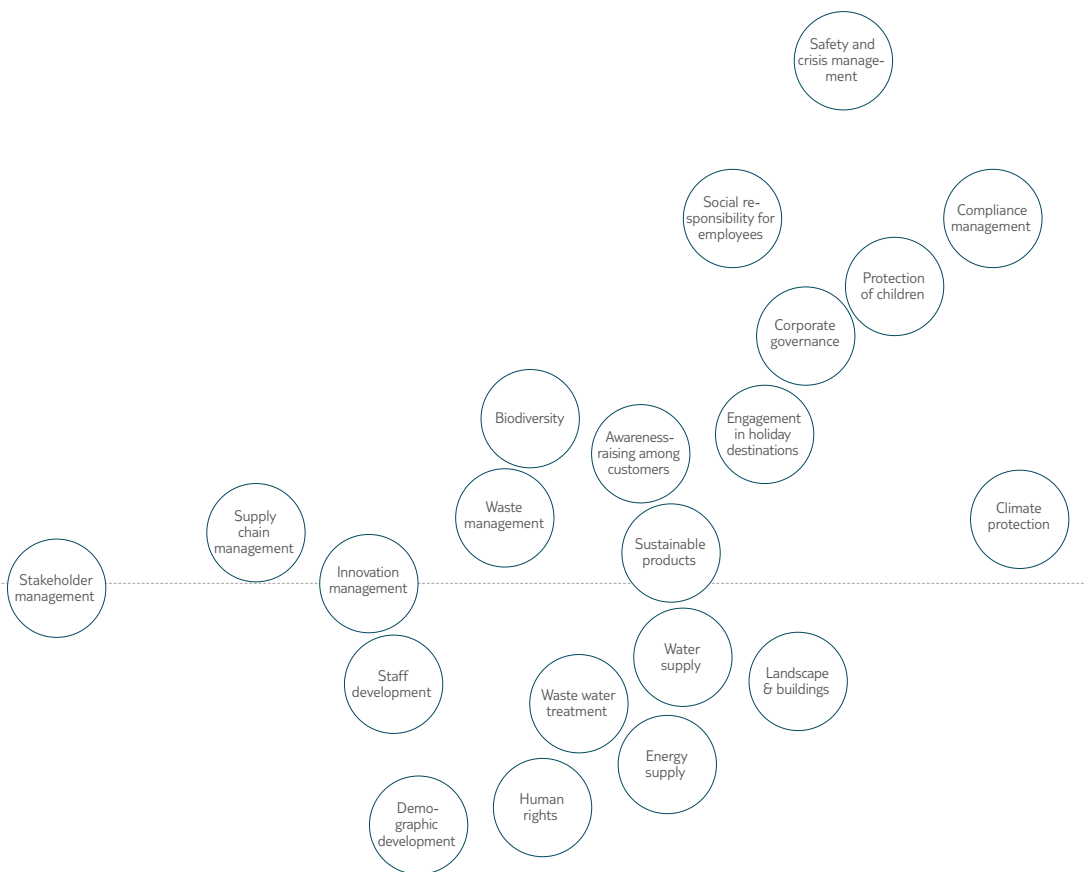 Safety and
crisis manage-
ment
Social re-
sponsibility for
employees
Compliance
management
Protection
of children
Corporate
governance
Biodiversity
Awareness-
raising among
customers
Engagement
in holiday
destinations
Supply
chain
management
Waste
management
Climate
protection
Sustainable
products
Stakeholder
management
Innovation
management
Staff
development
Water
supply
Landscape
& buildings
Waste water
treatment
Energy
supply
Demo-
graphic
development
Human
rights